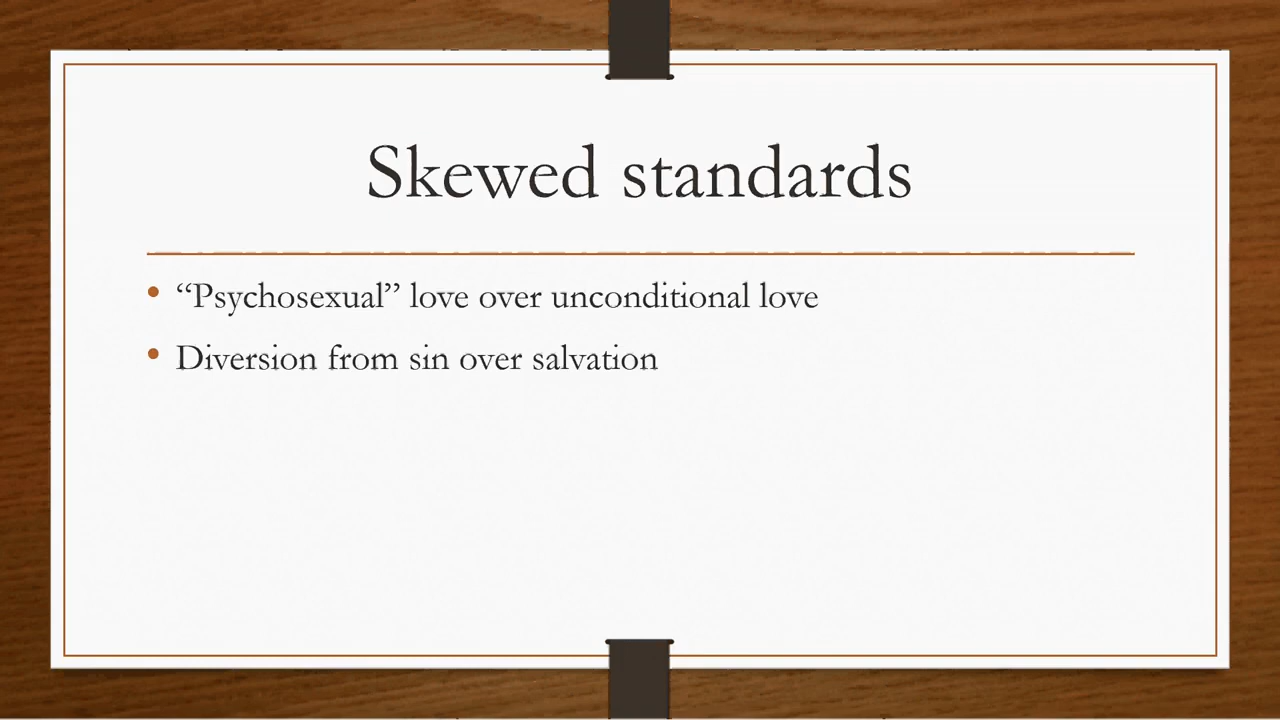 Skewed standards
• “Psychosexual” love over unconditional love
• Diversion from sin over salvation